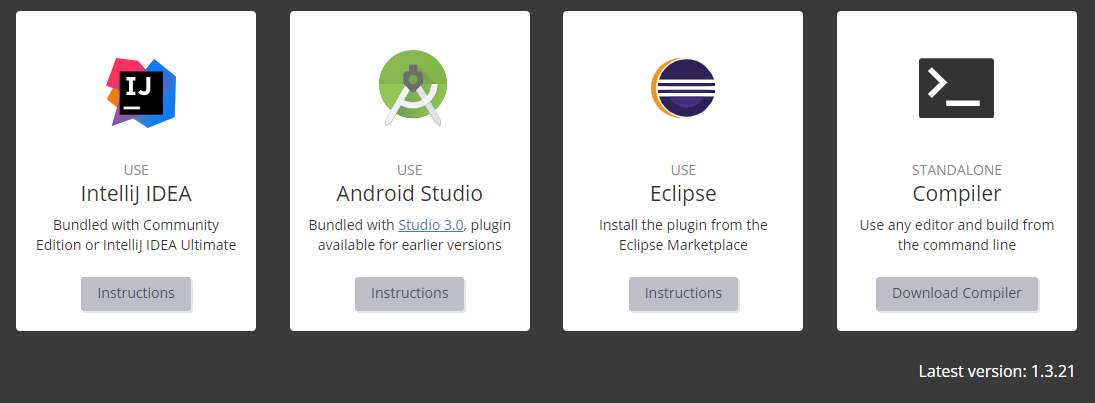 IJ
USE
IntelliJ IDEA
Bundled with Community
Edition or IntelliJ IDEA Ultimate
Instructions
USE
Android Studio
Bundled with Studio 3.0, plugin
available for earlier versions
Instructions
USE
Eclipse
Install the plugin from the
Eclipse Marketplace
Instructions
>_
STANDALONE
Compiler
Use any editor and build from
the command line
Download Compiler
Latest version: 1.3.21